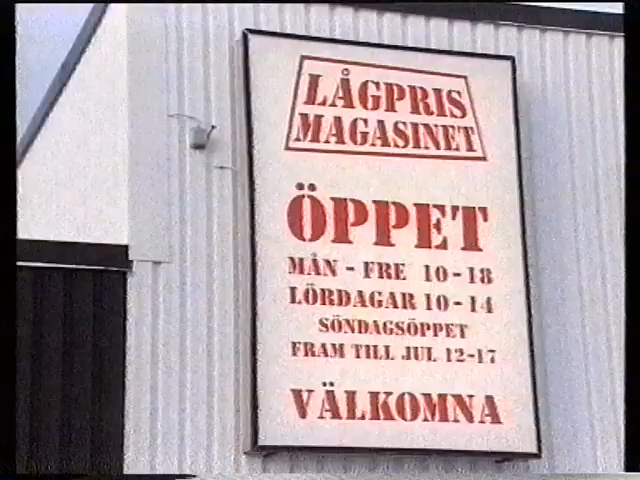 LÅGPRIS
MAGASINET
ÖPPET
MÅN - FRE 10-18
LÖRDAGAR 10-14
SÖNDAGSÖPPET
FRAM TILL JUL 12-17
VÄLKOMNA